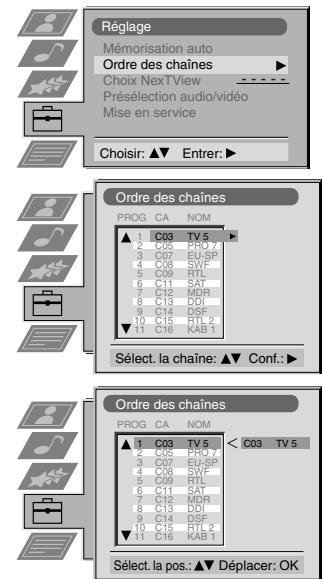 Réglage
Mémorisation auto
Ordre des chaînes
Choix NexTView - - - - -
Présélection audio/vidéo
Mise en service
Choisir: ▲▼ Entrer: ▶
Ordre des chaînes
PROG CA NOM
1 C03 TV 5
2 C05 PRO 7
3 C07 EU-SP
4 C08 SWF
5 C09 RTL
6 C11 SAT
7 C12 MDR
8 C13 DDI
9 C14 DSF
10 C15 RTL 2
11 C16 KAB 1
Sélect. la chaîne: ▲▼ Conf.: ▶
Ordre des chaînes
PROG CA NOM
1 C03 TV 5 < C03 TV 5
2 C05 PRO 7
3 C07 EU-SP
4 C08 SWF
5 C09 RTL
6 C11 SAT
7 C12 MDR
8 C13 DDI
9 C14 DSF
10 C15 RTL 2
11 C16 KAB 1
Sélect. la pos.: ▲▼ Déplacer: OK